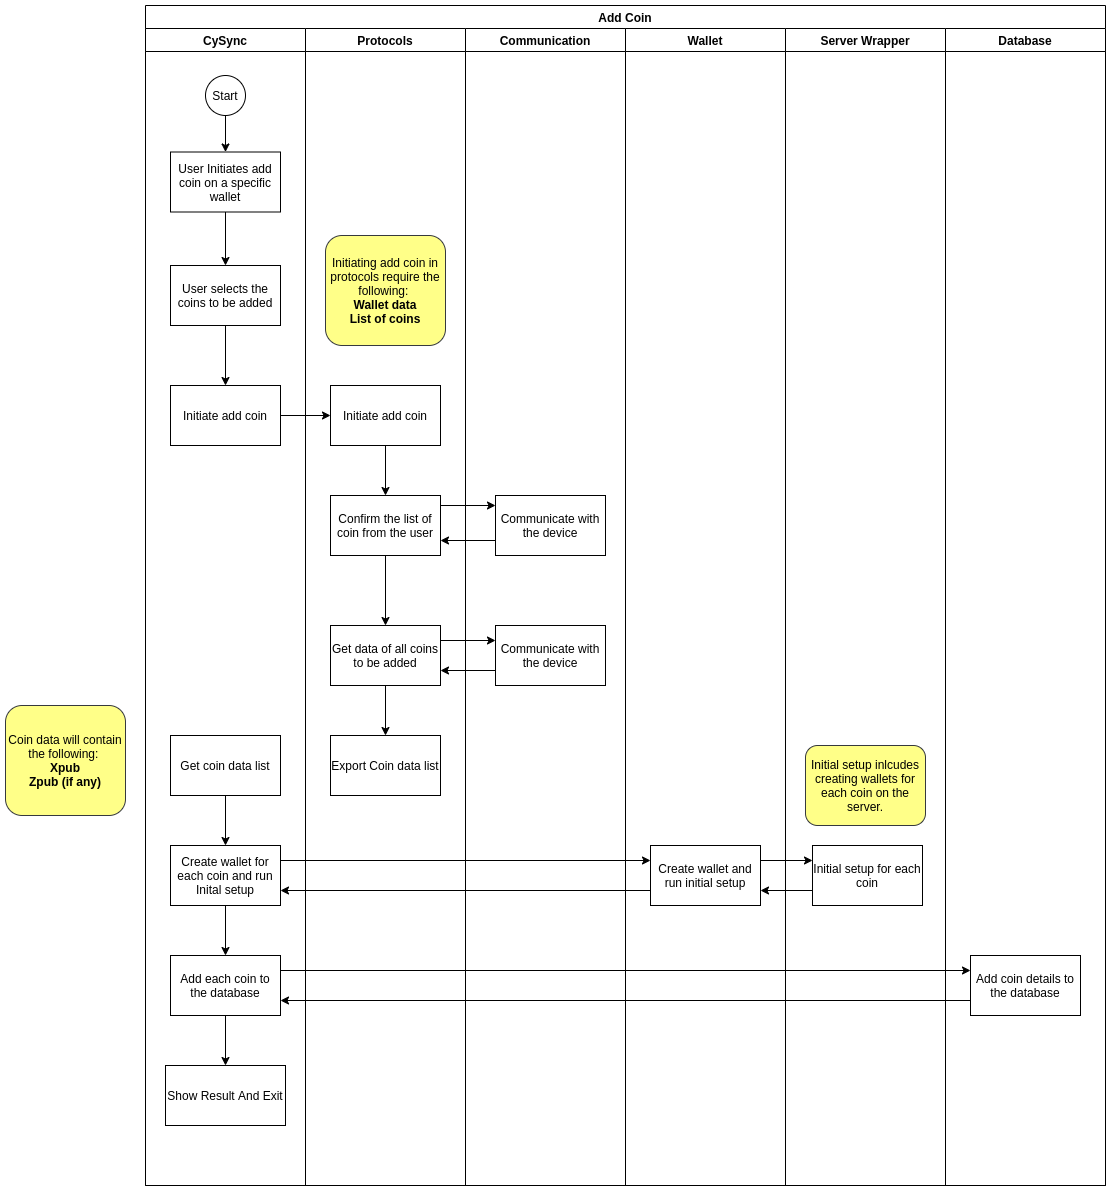 Add Coin
CySync
Protocols
Communication
Wallet
Server Wrapper
Database
Start
User Initiates add
coin on a specific
wallet
Initiating add coin in
protocols require the
following:
Wallet data
List of coins
User selects the
coins to be added
Initiate add coin
Initiate add coin
Confirm the list of
coin from the user
Communicate with
the device
Get data of all coins
to be added
Communicate with
the device
Coin data will contain
the following:
Xpub
Zpub (if any)
Get coin data list
Export Coin data list
Initial setup inlcudes
creating wallets for
each coin on the
server.
Create wallet for
each coin and run
Inital setup
Create wallet and
run initial setup
Initial setup for each
coin
Add each coin to
the database
Add coin details to
the database
Show Result And Exit